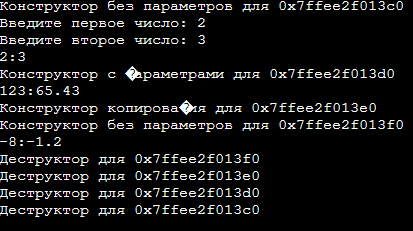 Конструктор без параметров для 0x7ffee2f013c0
Введите первое число: 2
Введите второе число: 3
2:3
Конструктор с �араметрами для 0x7ffee2f013d0
123:65.43
Конструктор копирова�ия для 0x7ffee2f013e0
Конструктор без параметров для 0x7ffee2f013f0
-8:-1.2
Деструктор для 0x7ffee2f013f0
Деструктор для 0x7ffee2f013e0
Деструктор для 0x7ffee2f013d0
Деструктор для 0x7ffee2f013c0